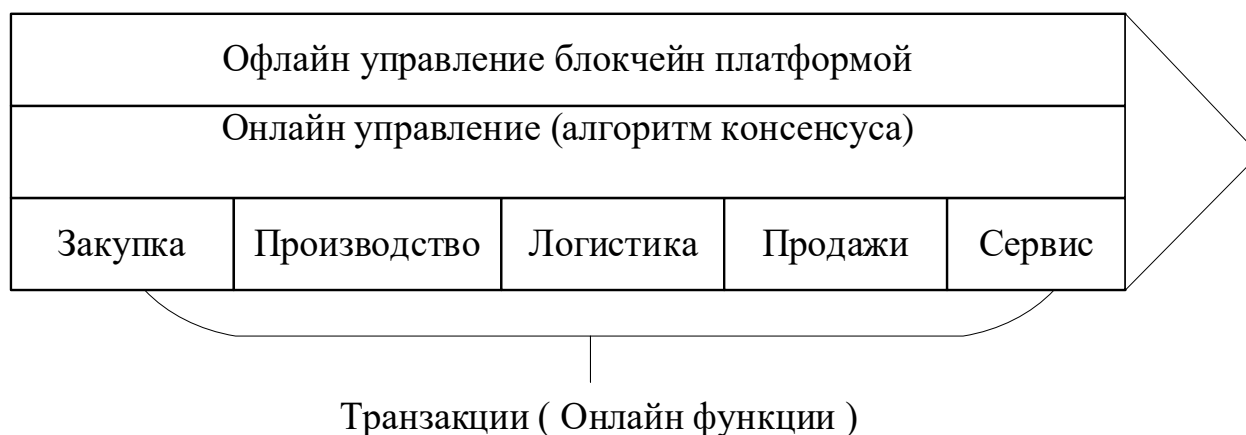 Офлайн управление блокчейн платформой
Онлайн управление (алгоритм консенсуса)
Закупка Производство Логистика Продажи Сервис
Транзакции ( Онлайн функции )